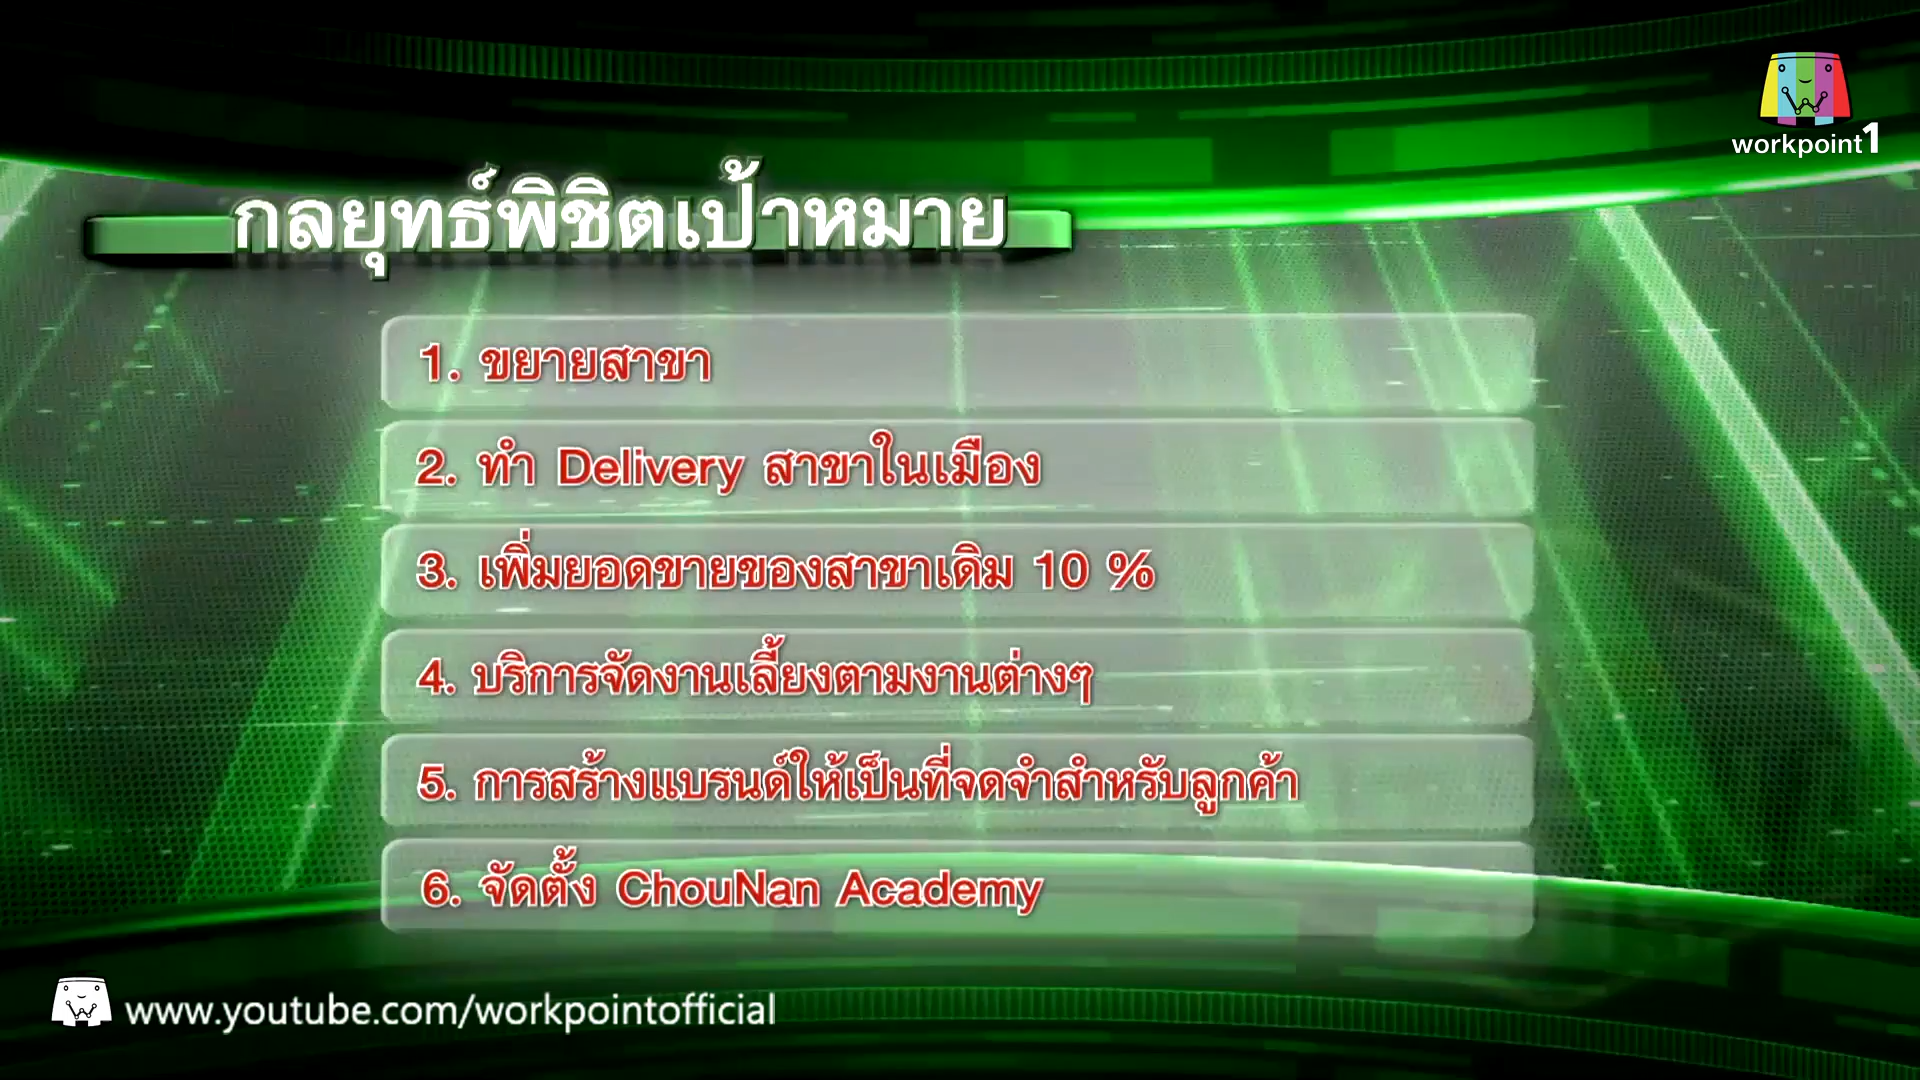 workpoint1
กลยุทธ์พิชิตเป้าหมาย
1. ขยายสาขา
2. ทำ Delivery สาขาในเมือง
3. เพิ่มยอดขายของสาขาเดิม 10 %
4. บริการจัดงานเลี้ยงตามงานต่างๆ
5. การสร้างแบรนด์ให้เป็นที่จดจำสำหรับลูกค้า
6. จัดตั้ง ChouNan Academy
www.youtube.com/workpointofficial